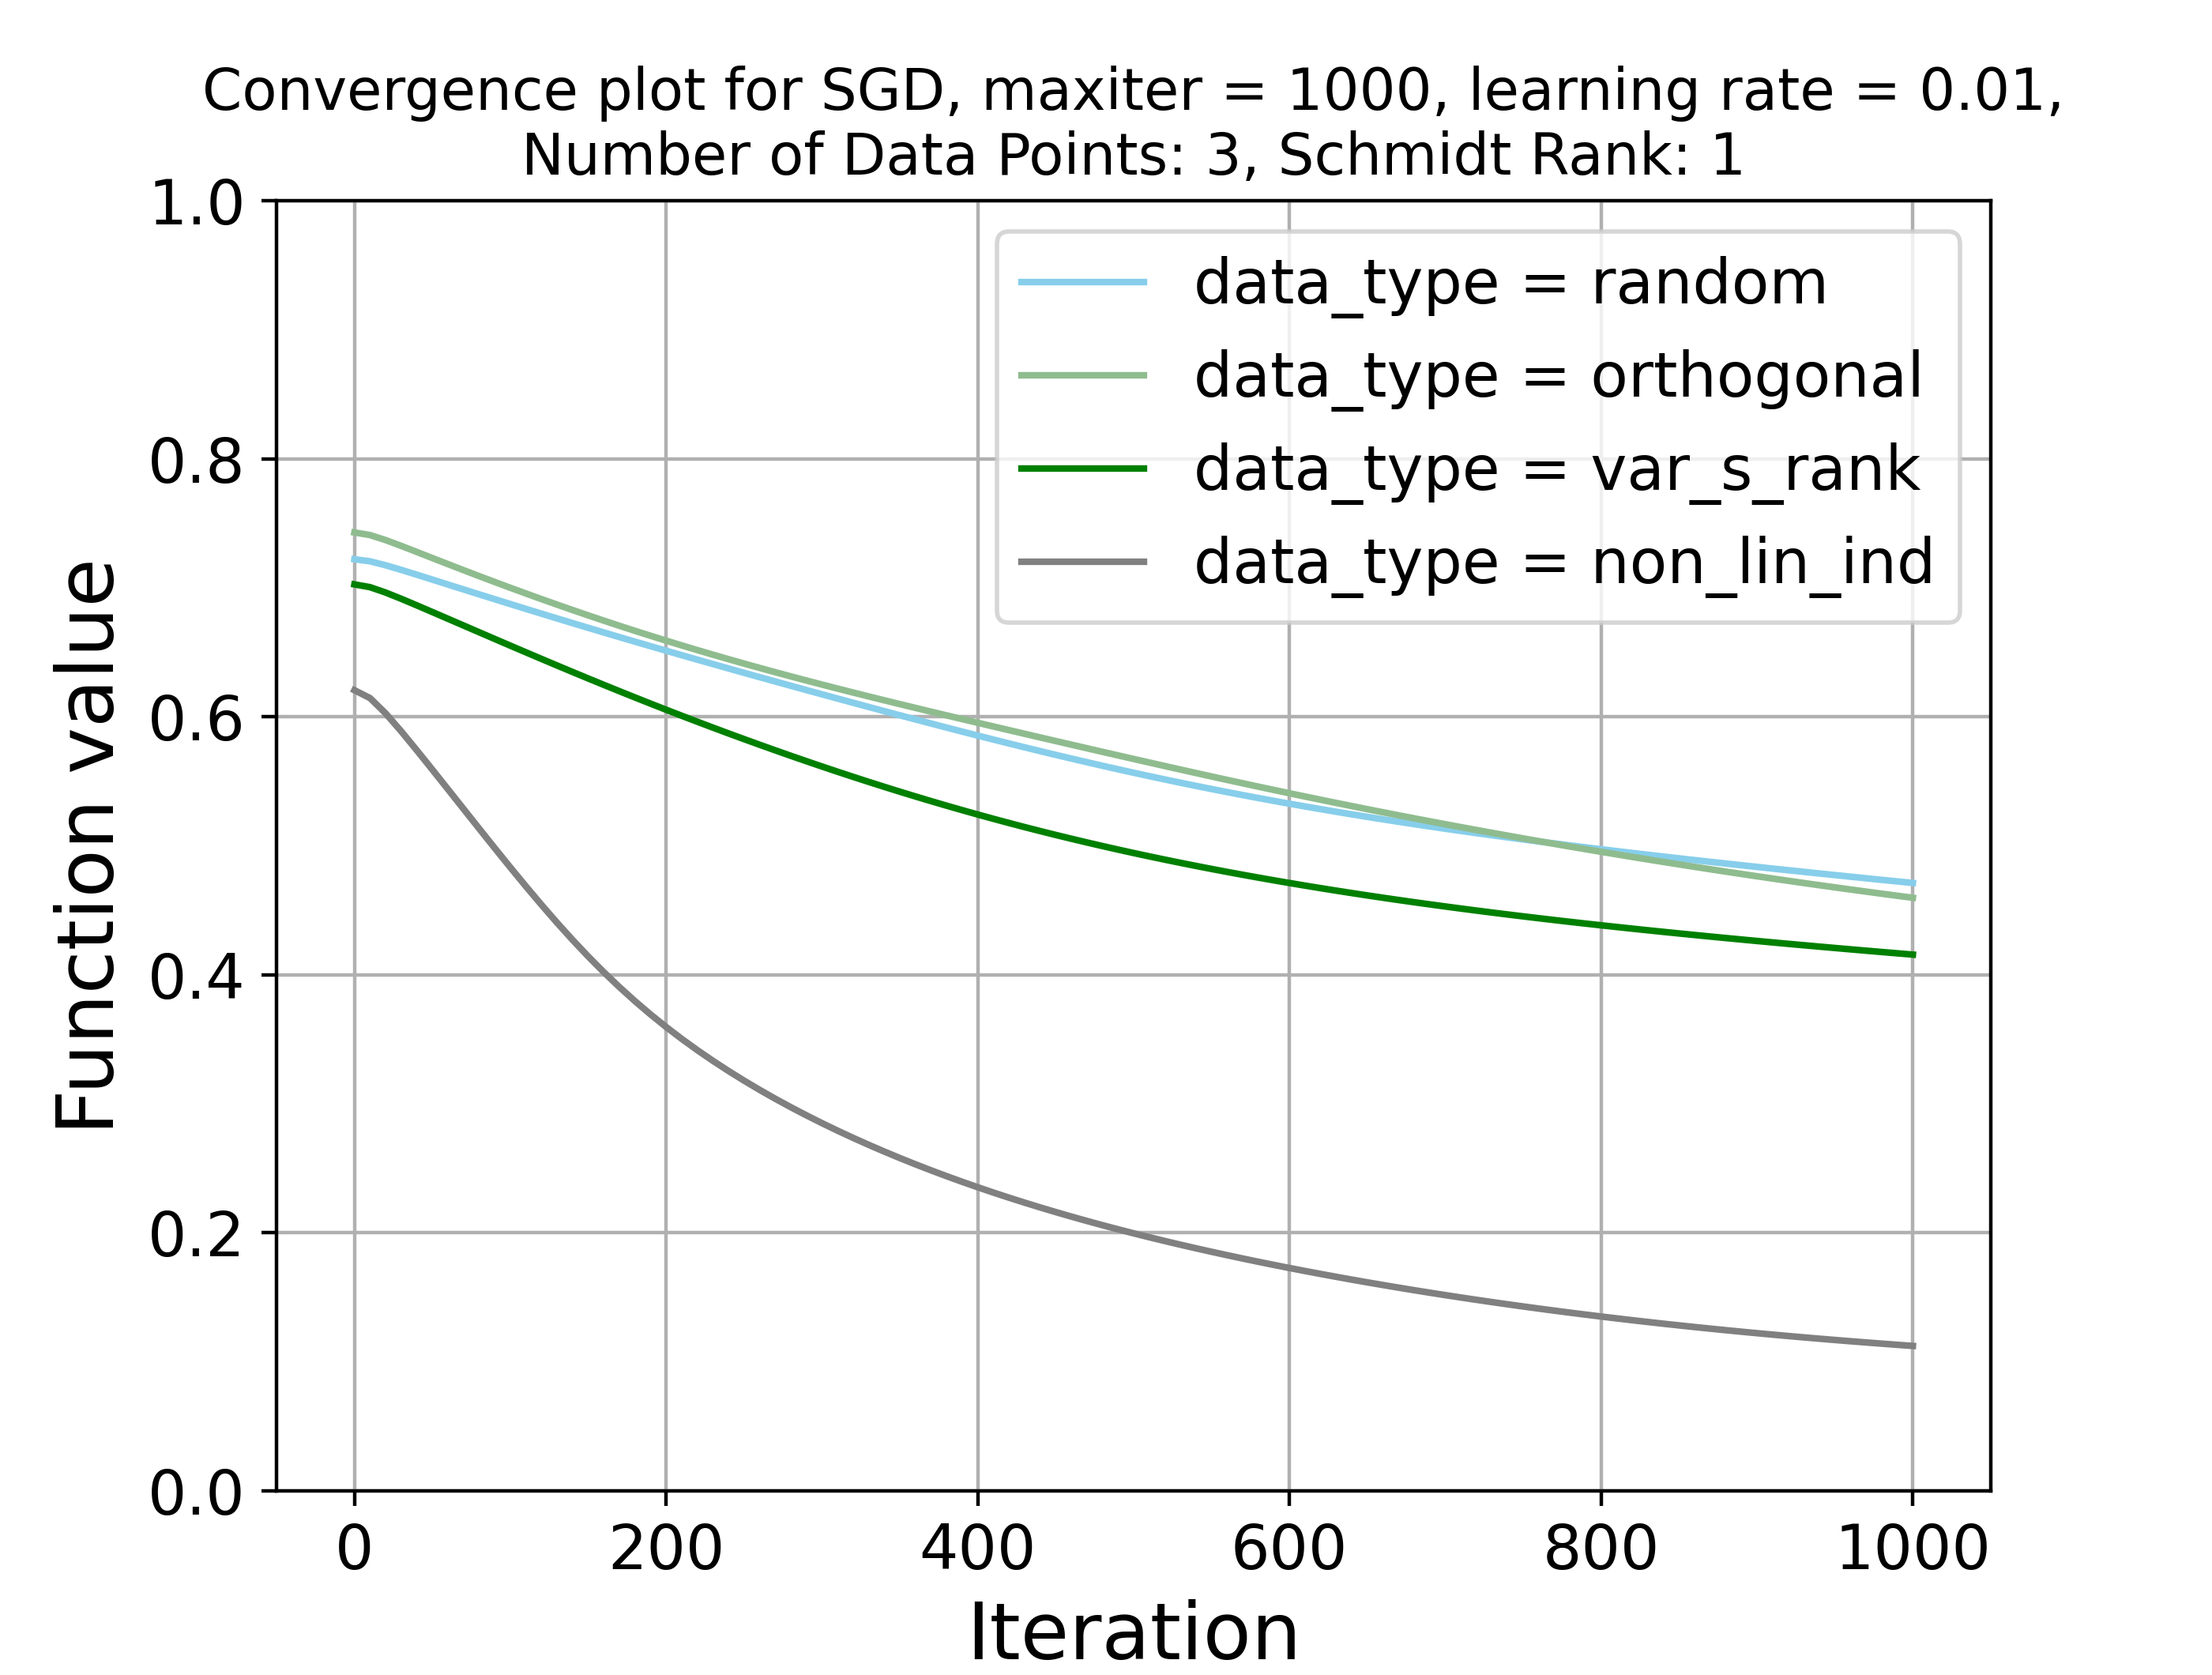 Convergence plot for SGD, maxiter = 1000, learning rate = 0.01,
Number of Data Points: 3, Schmidt Rank: 1
1.0
0.8
0.6
0.4
0.2
0.0
Function value
data_type = random
data_type = orthogonal
data_type = var_s_rank
data_type = non_lin_ind
0 200 400 600 800 1000
Iteration